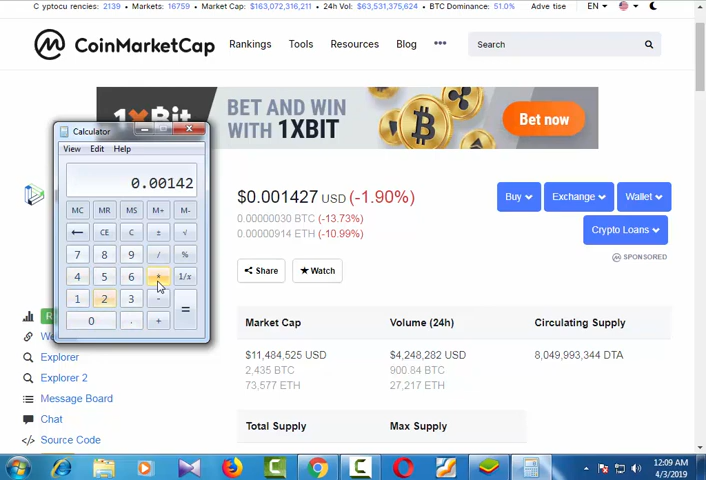 C yptocu rencies: 2139 • Markets: 16759 • Market Cap: $163,072,316,211 • 24h Vol: $63,531,375,624 • BTC Dominance: 51.0% Adve tise EN
CoinMarketCap Rankings Tools Resources Blog ••• Search
1XBit BET AND WIN WITH 1XBIT Bet now
Calculator
View Edit Help
0.00142
MC MR MS M+ M-
← CE C ± √
7 8 9 / %
4 5 6 * 1/x
1 2 3 - =
0 . +
$0.001427 USD (-1.90%)
0.00000030 BTC (-13.73%)
0.00000914 ETH (-10.99%)
Buy Exchange Wallet
Crypto Loans
SPONSORED
Share Watch
Market Cap Volume (24h) Circulating Supply
$11,484,525 USD $4,248,282 USD 8,049,993,344 DTA
2,435 BTC 900.84 BTC
73,577 ETH 27,217 ETH
Total Supply Max Supply
R
We
Explorer
Explorer 2
Message Board
Chat
Source Code
12:09 AM
4/3/2019